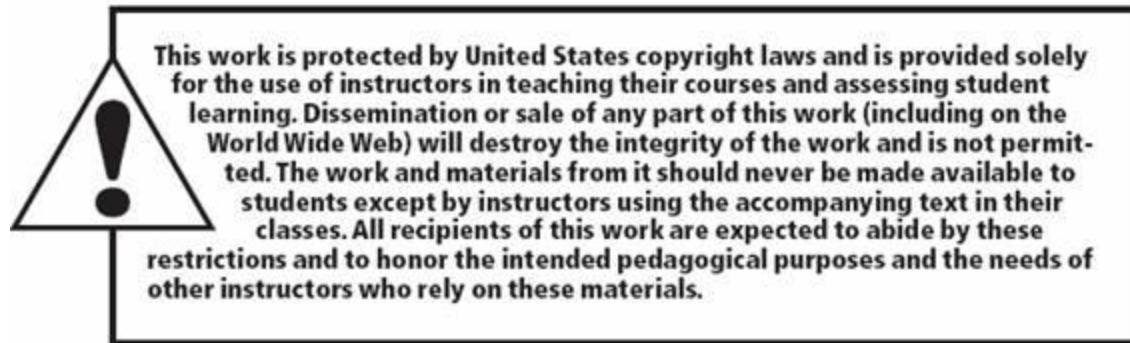 This work is protected by United States copyright laws and is provided solely
for the use of instructors in teaching their courses and assessing student
learning. Dissemination or sale of any part of this work (including on the
World Wide Web) will destroy the integrity of the work and is not permit-
ted. The work and materials from it should never be made available to
students except by instructors using the accompanying text in their
classes. All recipients of this work are expected to abide by these
restrictions and to honor the intended pedagogical purposes and the needs of
other instructors who rely on these materials.